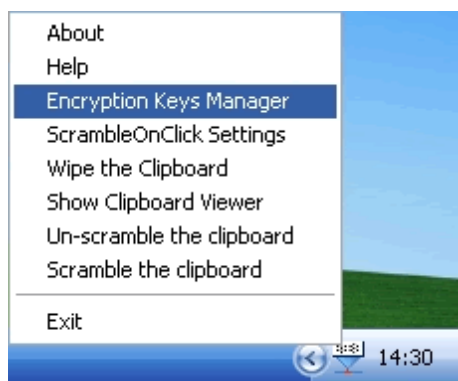 About
Help
Encryption Keys Manager
ScrambleOnClick Settings
Wipe the Clipboard
Show Clipboard Viewer
Un-scramble the clipboard
Scramble the clipboard
Exit
14:30